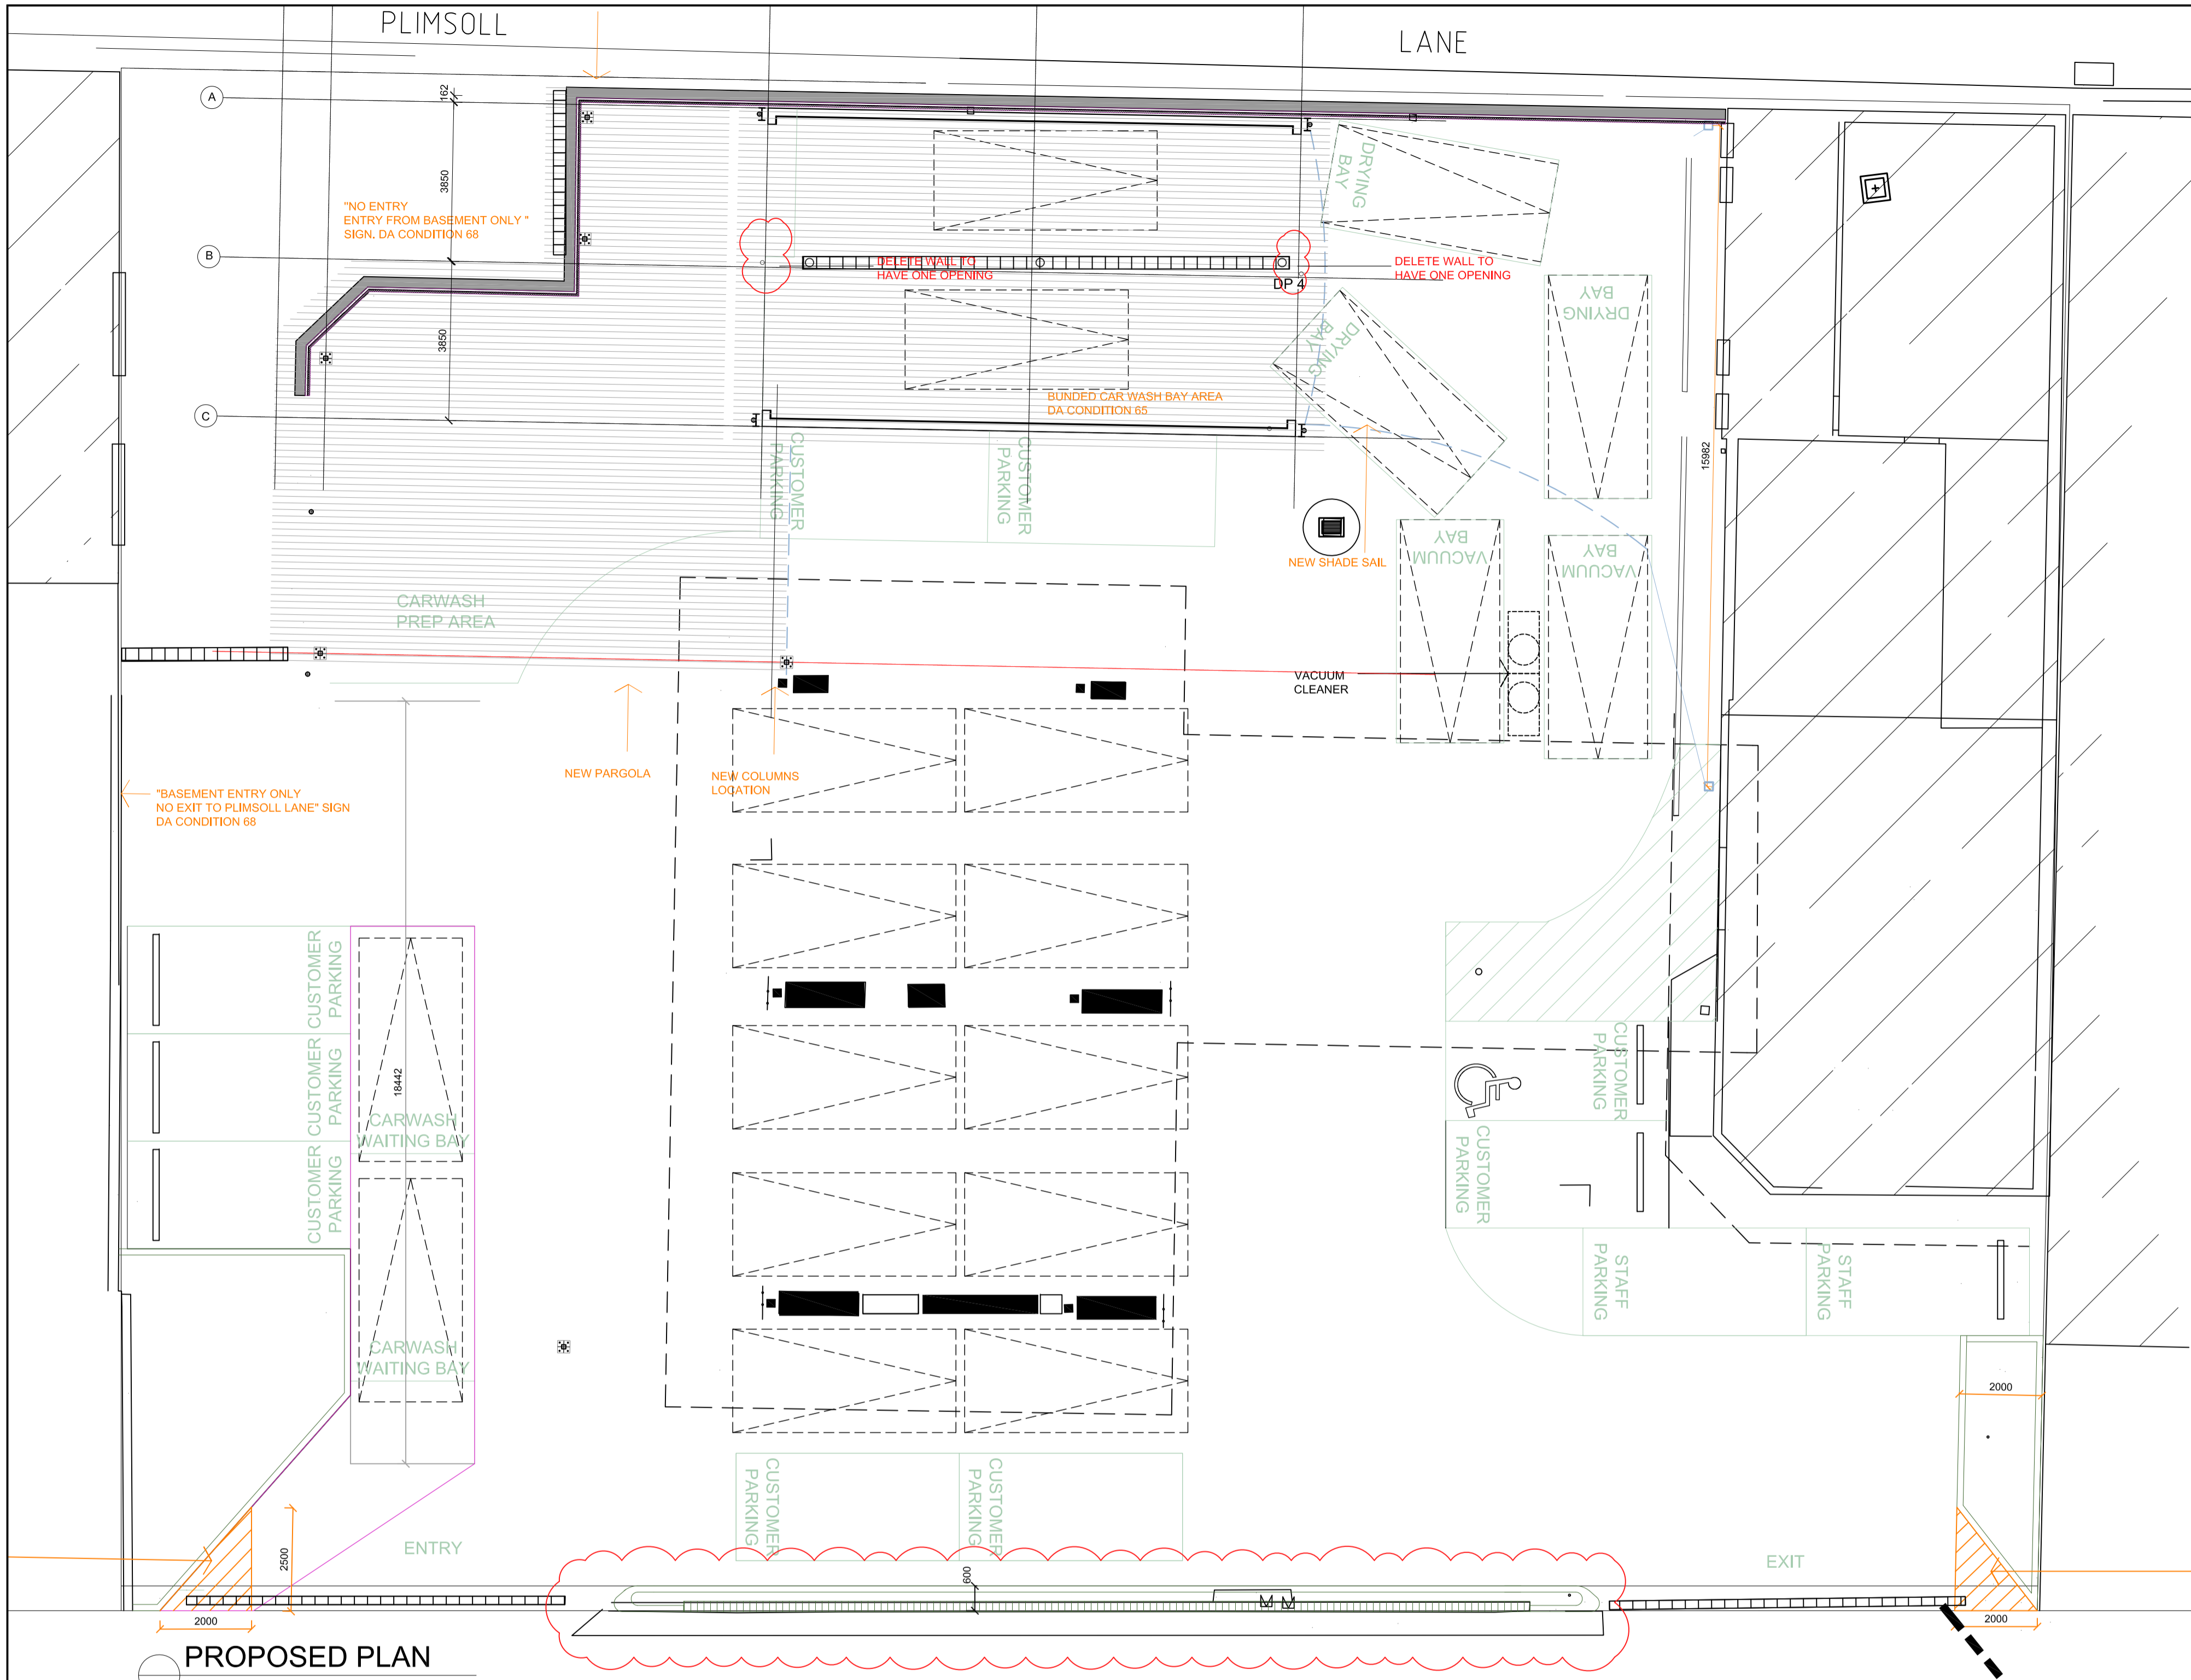 PLIMSOLL
LANE
A
162
3850
"NO ENTRY
ENTRY FROM BASEMENT ONLY "
SIGN. DA CONDITION 68
B
DELETE WALL TO
HAVE ONE OPENING
DELETE WALL TO
HAVE ONE OPENING
DP 4
DRYING
BAY
DRYING
BAY
DRYING
BAY
3850
C
BUNDED CAR WASH BAY AREA
DA CONDITION 65
CUSTOMER
PARKING
CUSTOMER
PARKING
15982
NEW SHADE SAIL
VACUUM
BAY
VACUUM
BAY
CARWASH
PREP AREA
VACUUM
CLEANER
NEW PARGOLA
NEW COLUMNS
LOCATION
"BASEMENT ENTRY ONLY
NO EXIT TO PLIMSOLL LANE" SIGN
DA CONDITION 68
CUSTOMER
PARKING
CUSTOMER
PARKING
CUSTOMER
PARKING
18442
CARWASH
WAITING BAY
CARWASH
WAITING BAY
CUSTOMER
PARKING
CUSTOMER
PARKING
STAFF
PARKING
STAFF
PARKING
2000
CUSTOMER
PARKING
CUSTOMER
PARKING
ENTRY
EXIT
2500
600
M M
2000
2000
PROPOSED PLAN